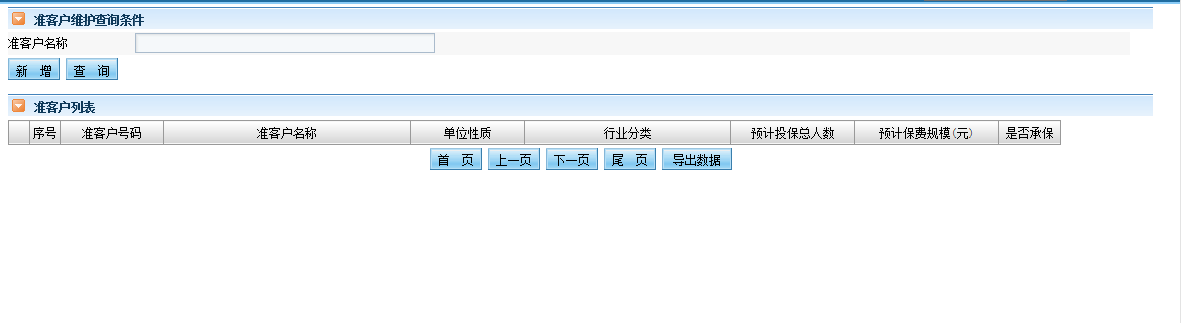 准客户维护查询条件
准客户名称
新 增 查 询
准客户列表
序号 准客户号码 准客户名称 单位性质 行业分类 预计投保总人数 预计保费规模(元) 是否承保
首 页 上一页 下一页 尾 页 导出数据